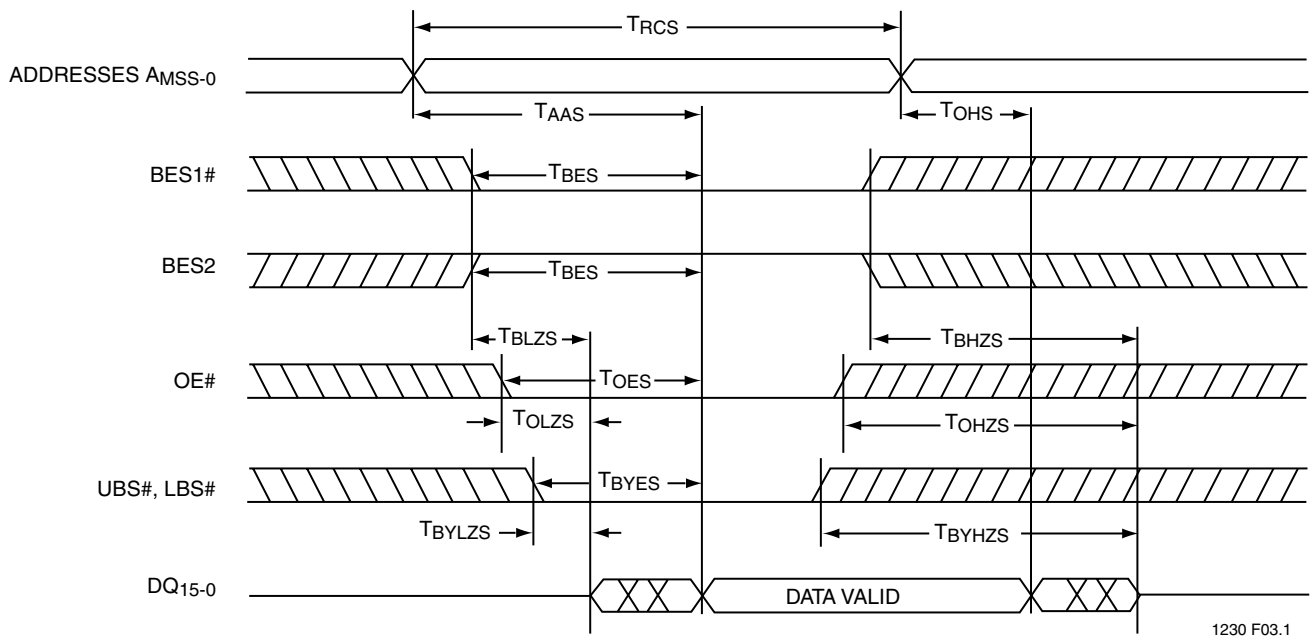 TRCS
ADDRESSES AMSS-0
TAAS
TOHS
BES1#
TBES
BES2
TBES
TBLZS
TBHZS
OE#
TOES
TOLZS
TOHZS
UBS#, LBS#
TBYES
TBYLZS
TBYHZS
DQ15-0
DATA VALID
1230 F03.1